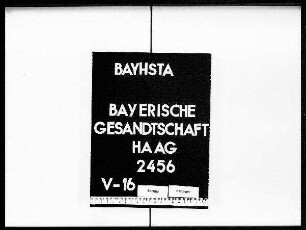 BAYHSTA
BAYERISCHE
GESANDTSCHAFT
HAAG
2456
V-16